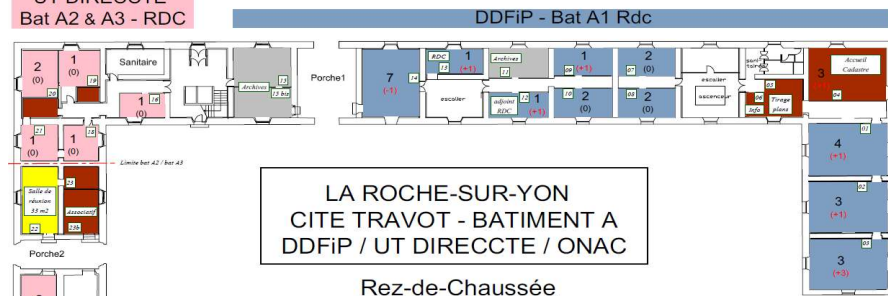 UT DIRECCTE
Bat A2 & A3 - RDC
DDFiP - Bat A1 Rdc
2
(0)
20
1
(0)
19
Sanitaire
1
(0)
16
Archives
15
15 bis
Porche1
7
(-1)
14
RDC
13
1
(+1)
Archives
11
1
(+1)
09
2
(0)
07
escalier
adjoint
RDC
12
1
(+1)
10
2
(0)
08
2
(0)
escalier
ascenceur
05
06
Info
Tirage
plans
3
Accueil
Cadastre
04
21
1
(0)
18
1
(0)
Limite bat A2 / bat A3
Salle de
réunion
33 m2
22
23
Associatif
23b
Porche2
01
4
(+1)
02
3
(+1)
03
3
(+3)
LA ROCHE-SUR-YON
CITE TRAVOT - BATIMENT A
DDFiP / UT DIRECCTE / ONAC
Rez-de-Chaussée